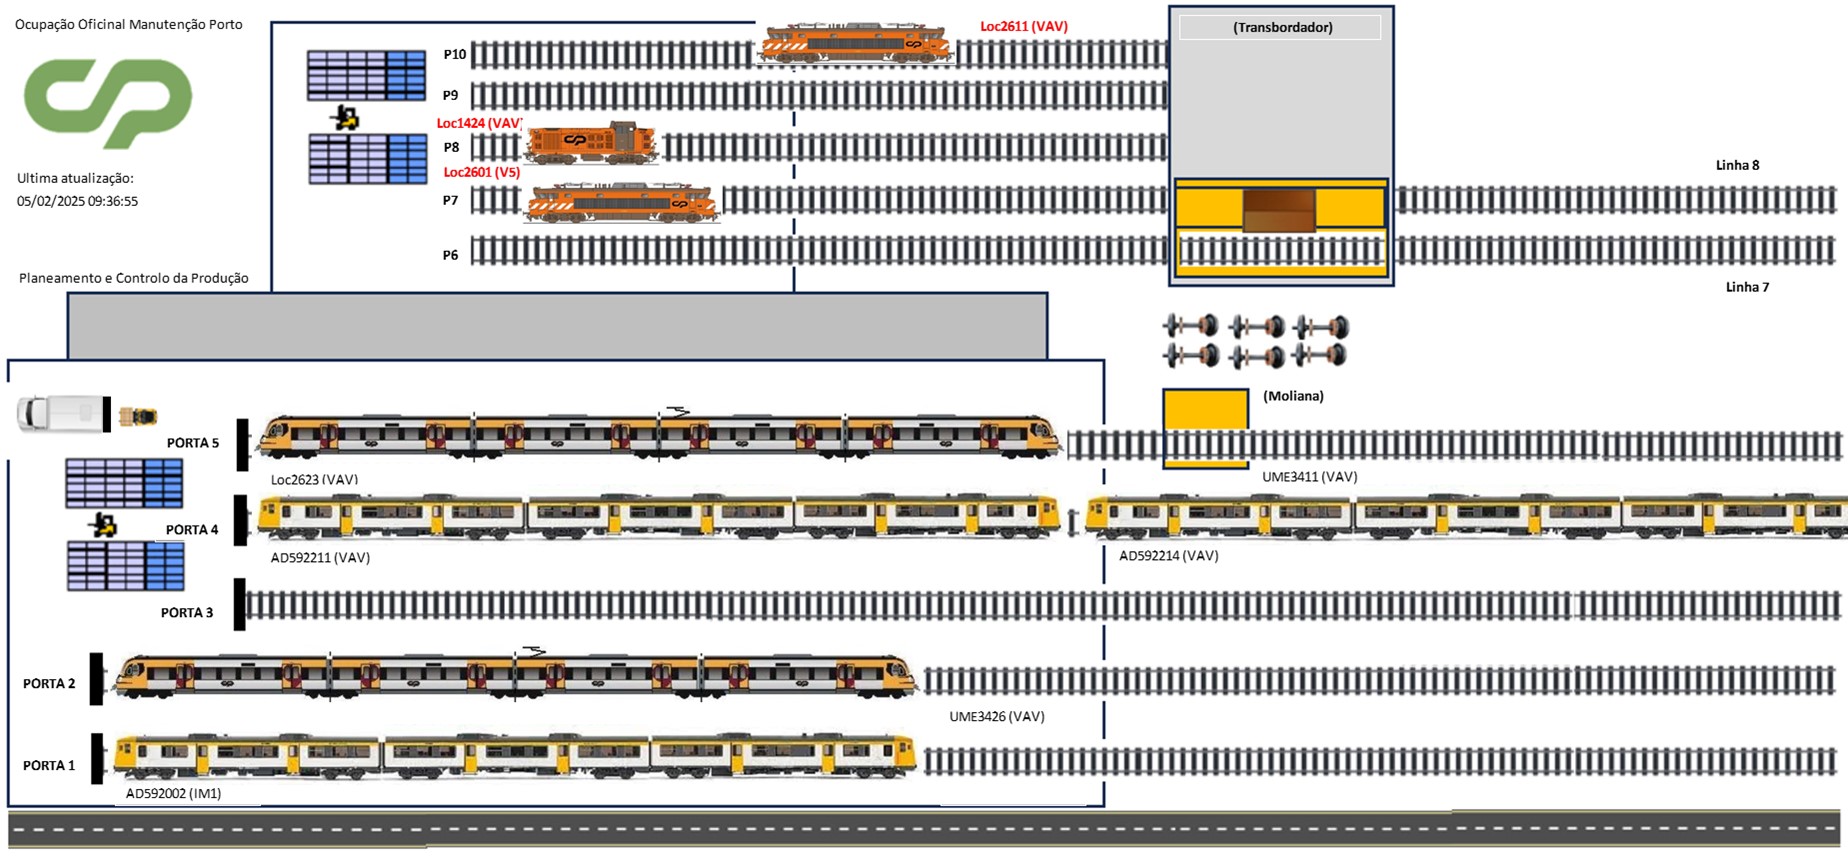 Ocupação Oficinal Manutenção Porto
Loc2611 (VAV)
(Transbordador)
P10
P9
Loc1424 (VAV)
P8
Loc2601 (V5)
P7
P6
Ultima atualização:
05/02/2025 09:36:55
Linha 8
Planeamento e Controlo da Produção
Linha 7
(Moliana)
PORTA 5
Loc2623 (VAV)
UME3411 (VAV)
PORTA 4
AD592211 (VAV)
AD592214 (VAV)
PORTA 3
PORTA 2
UME3426 (VAV)
PORTA 1
AD592002 (IM1)